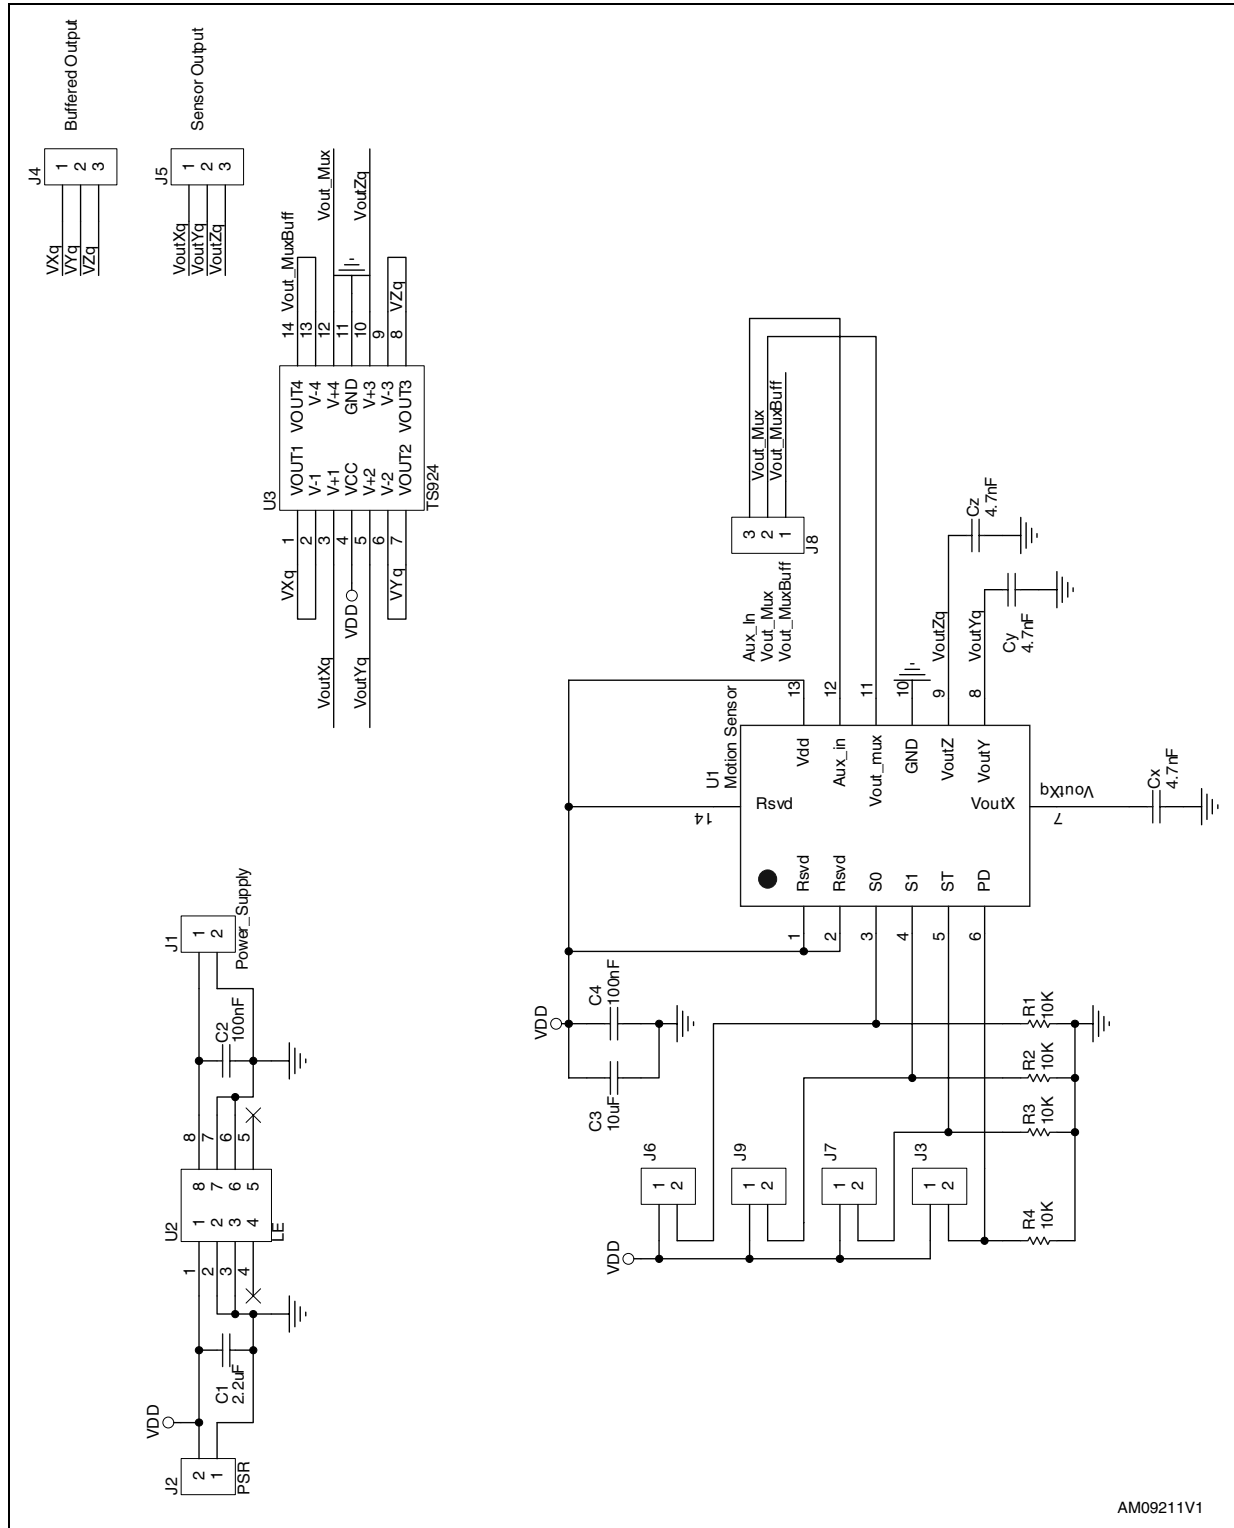 J4
Buffered Output
1
2
3
VXq
VYq
VZq
J5
Sensor Output
1
2
3
VoutXq
VoutYq
VoutZq
U3
TS924
VOUT1
V-1
V+1
VCC
V+2
V-2
VOUT2
VOUT4
V-4
V+4
GND
V+3
V-3
VOUT3
1
2
3
4
5
6
7
14
13
12
11
10
9
8
VXq
VoutXq
VDD
VoutYq
VYq
Vout_MuxBuff
Vout_Mux
VoutZq
VZq
J1
1
2
Power_Supply
C2
100nF
U2
LE
1
2
3
4
8
7
6
5
1
2
3
4
8
7
6
5
C1
2.2uF
VDD
J2
2
1
PSR
J8
3
2
1
Vout_Mux
Vout_MuxBuff
Aux_In
Vout_Mux
Vout_MuxBuff
U1
Motion Sensor
Rsvd
Rsvd
S0
S1
ST
PD
Rsvd
VoutX
Vdd
Aux_in
Vout_mux
GND
VoutZ
VoutY
1
2
3
4
5
6
14
7
13
12
11
10
9
8
VoutZq
VoutYq
VoutXq
Cz
4.7nF
Cy
4.7nF
Cx
4.7nF
VDD
C4
100nF
C3
10uF
J6
1
2
J9
1
2
J7
1
2
J3
1
2
VDD
R1
10K
R2
10K
R3
10K
R4
10K
AM09211V1